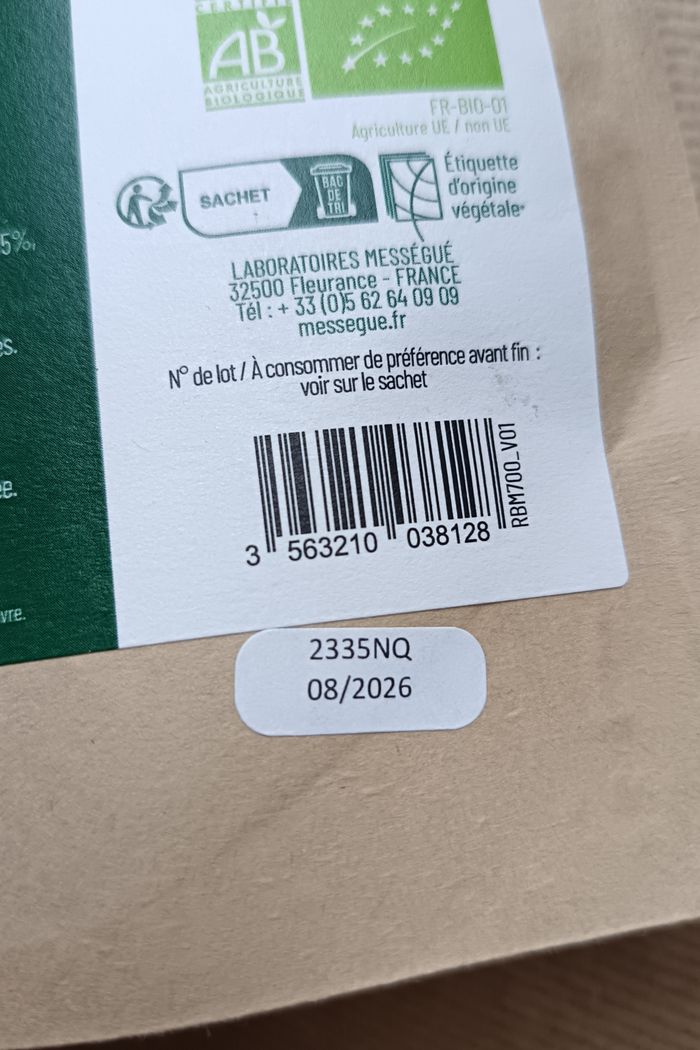 CERTIFIÉ
AB
AGRICULTURE
BIOLOGIQUE
FR-BIO-01
Agriculture UE / non UE
SACHET
BAC
DE
TRI
Étiquette
d'origine
végétale*
5%,
LABORATOIRES MESSÉGUÉ
32500 Fleurance - FRANCE
Tél : + 33 (0)5 62 64 09 09
messegue.fr
N° de lot / À consommer de préférence avant fin :
voir sur le sachet
RBM700_V01
3 563210 038128
2335NQ
08/2026